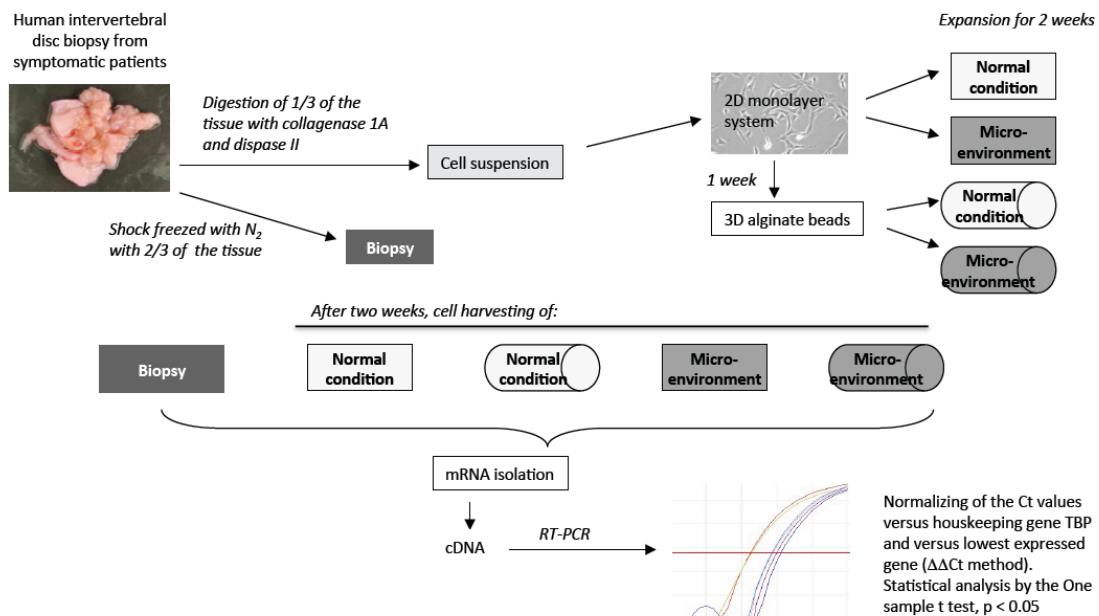 Human intervertebral
disc biopsy from
symptomatic patients
Digestion of 1/3 of the
tissue with collagenase 1A
and dispase II
Cell suspension
Shock freezed with N2
with 2/3 of the tissue
Biopsy
2D monolayer
system
1 week
3D alginate beads
Expansion for 2 weeks
Normal
condition
Micro-
environment
Normal
condition
Micro-
environment
After two weeks, cell harvesting of:
Biopsy
Normal
condition
Normal
condition
Micro-
environment
Micro-
environment
mRNA isolation
cDNA
RT-PCR
Normalizing of the Ct values
versus houskeeping gene TBP
and versus lowest expressed
gene (ΔΔCt method).
Statistical analysis by the One
sample t test, p < 0.05